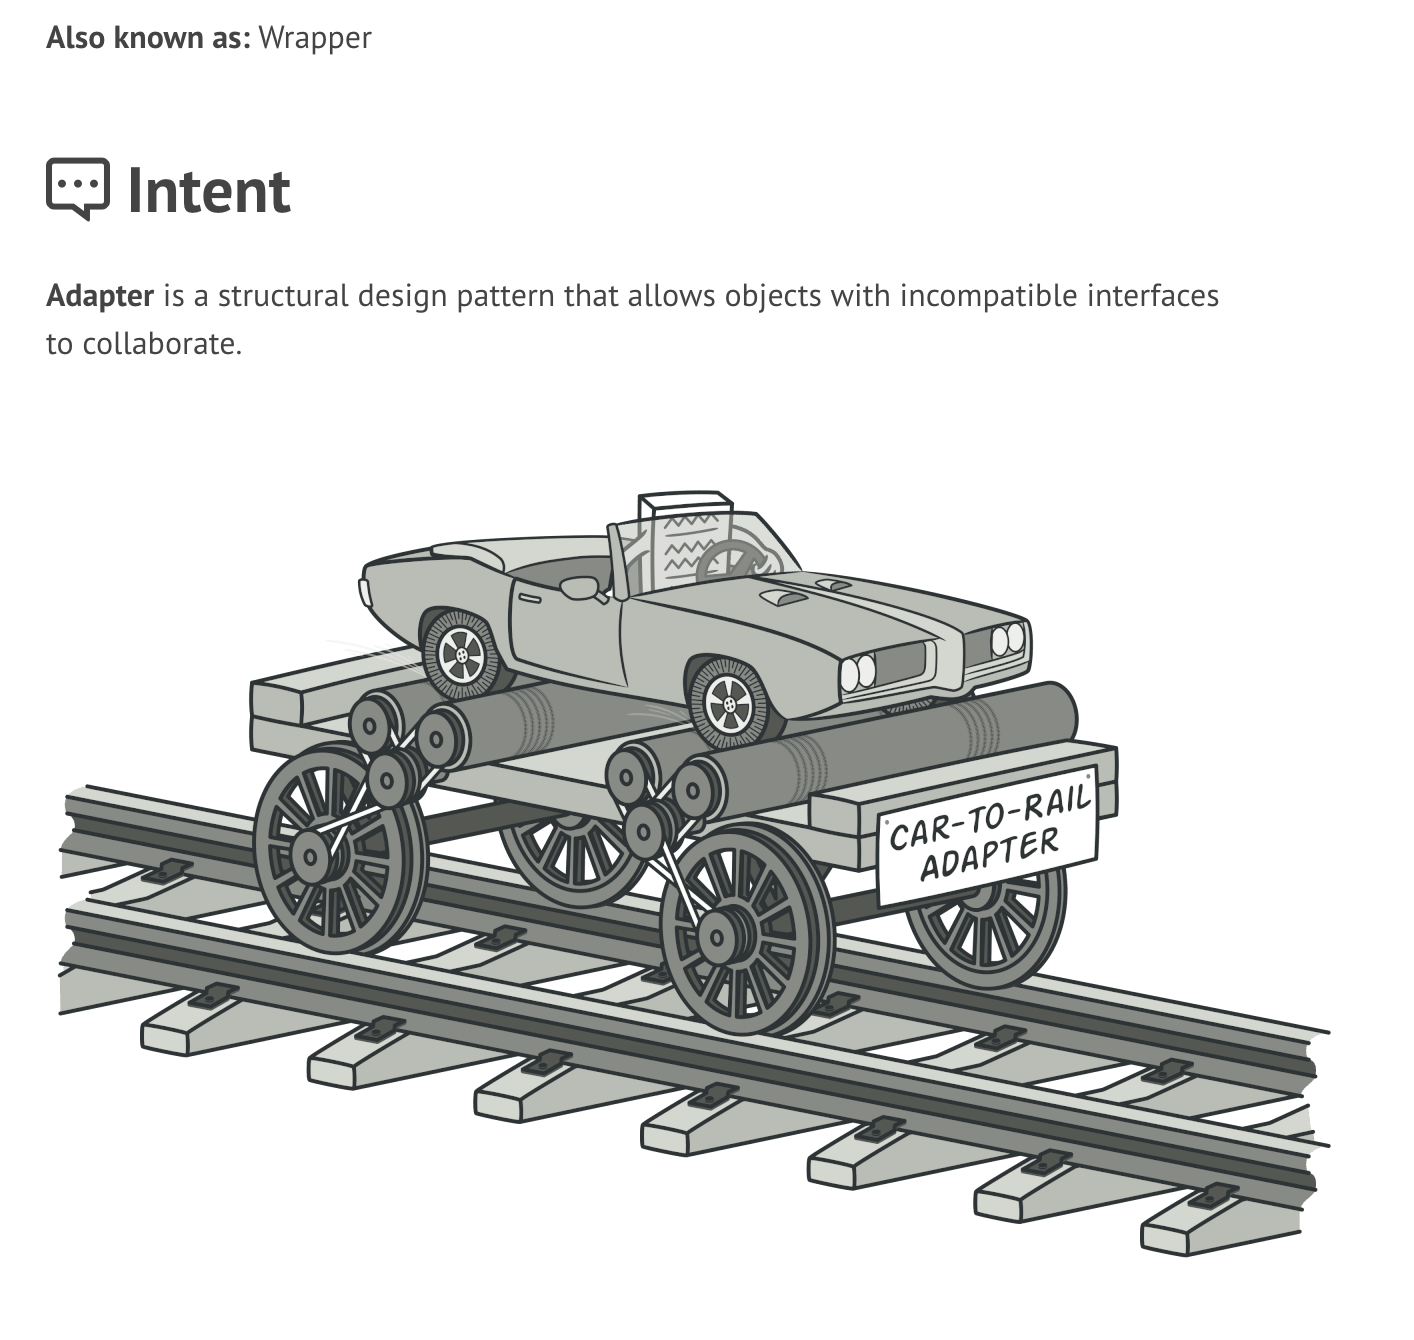 Also known as: Wrapper
Intent
Adapter is a structural design pattern that allows objects with incompatible interfaces
to collaborate.
CAR-TO-RAIL
ADAPTER